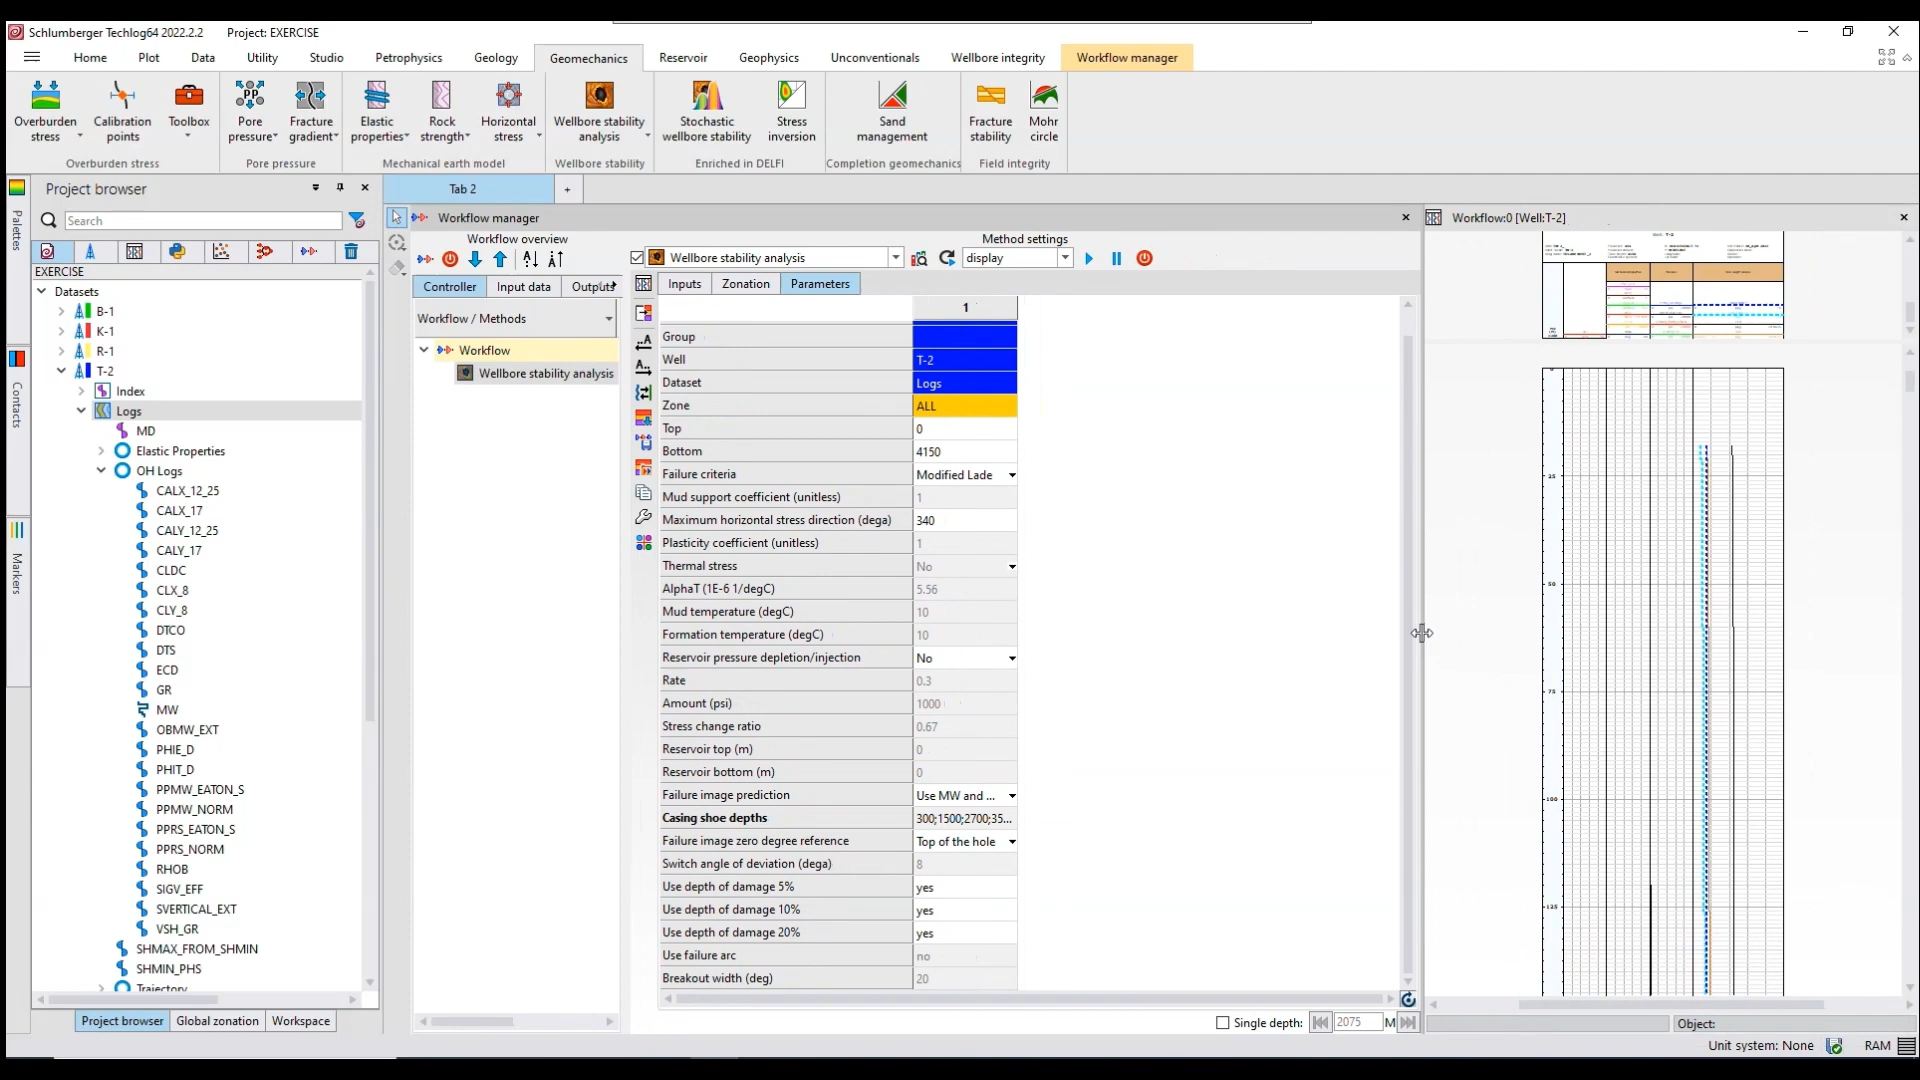 Schlumberger Techlog64 2022.2.2 Project: EXERCISE
Home Plot Data Utility Studio Petrophysics Geology Geomechanics Reservoir Geophysics Unconventionals Wellbore integrity Workflow manager
Overburden stress
Calibration points
Toolbox
Pore pressure
Fracture gradient
Elastic properties
Rock strength
Horizontal stress
Wellbore stability analysis
Stochastic wellbore stability
Stress inversion
Sand management
Fracture stability
Mohr circle
Overburden stress Pore pressure Mechanical earth model Wellbore stability Enriched in DELFI Completion geomechanics Field integrity
Palettes
Contacts
Markers
Project browser
Search
EXERCISE
Datasets
B-1
K-1
R-1
T-2
Index
Logs
MD
Elastic Properties
OH Logs
CALX_12_25
CALX_17
CALY_12_25
CALY_17
CLDC
CLX_8
CLY_8
DTCO
DTS
ECD
GR
MW
OBMW_EXT
PHIE_D
PHIT_D
PPMW_EATON_S
PPMW_NORM
PPRS_EATON_S
PPRS_NORM
RHOB
SIGV_EFF
SVERTICAL_EXT
VSH_GR
SHMAX_FROM_SHMIN
SHMIN_PHS
Trajectory
Project browser Global zonation Workspace
Tab 2 +
Workflow manager
Workflow overview Method settings
Wellbore stability analysis display
Controller Input data Outputs
Workflow / Methods
Workflow
Wellbore stability analysis
Inputs Zonation Parameters
1
Group
Well T-2
Dataset Logs
Zone ALL
Top 0
Bottom 4150
Failure criteria Modified Lade
Mud support coefficient (unitless) 1
Maximum horizontal stress direction (dega) 340
Plasticity coefficient (unitless) 1
Thermal stress No
AlphaT (1E-6 1/degC) 5.56
Mud temperature (degC) 10
Formation temperature (degC) 10
Reservoir pressure depletion/injection No
Rate 0.3
Amount (psi) 1000
Stress change ratio 0.67
Reservoir top (m) 0
Reservoir bottom (m) 0
Failure image prediction Use MW and ...
Casing shoe depths 300;1500;2700;35...
Failure image zero degree reference Top of the hole
Switch angle of deviation (dega) 8
Use depth of damage 5% yes
Use depth of damage 10% yes
Use depth of damage 20% yes
Use failure arc no
Breakout width (deg) 20
Single depth: 2075 M
Workflow:0 [Well:T-2]
25
50
75
100
125
Object:
Unit system: None RAM